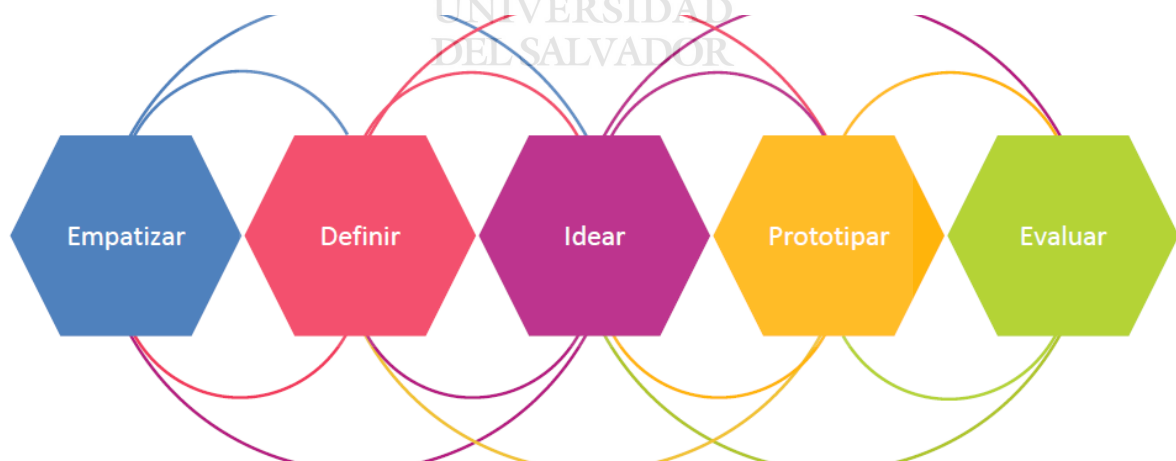 UNIVERSIDAD
DEL SALVADOR
Empatizar
Definir
Idear
Prototipar
Evaluar